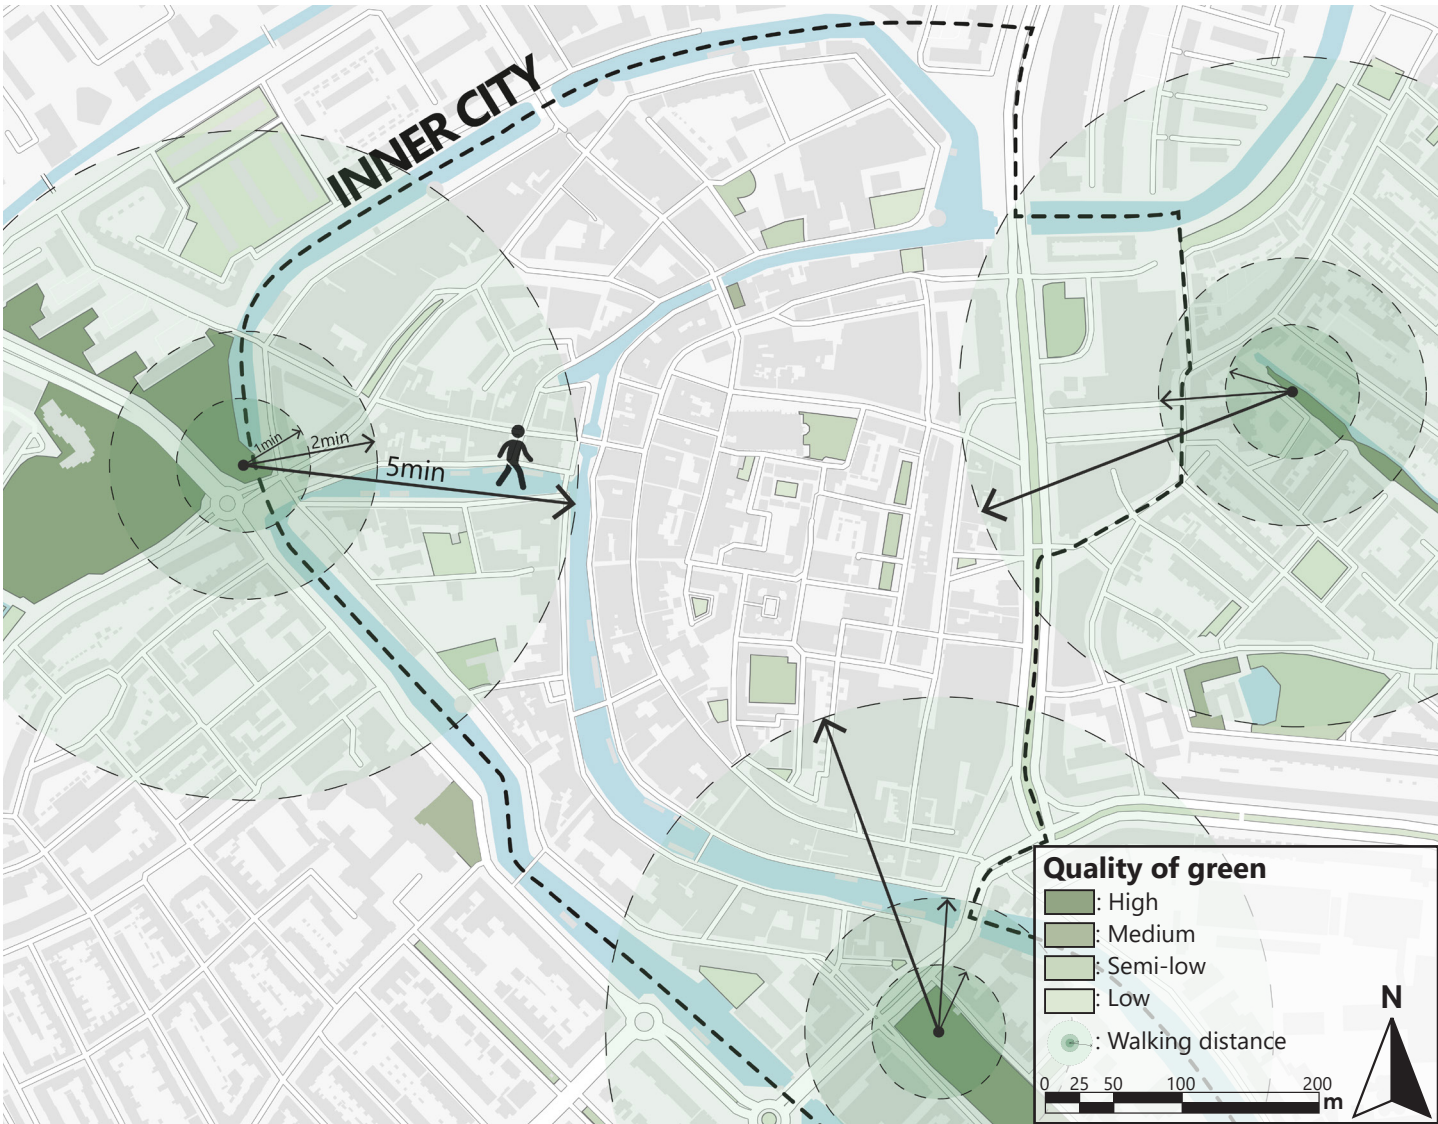 INNER CITY
1min
2min
5min
Quality of green
: High
: Medium
: Semi-low
: Low
: Walking distance
N
0 25 50 100 200
m